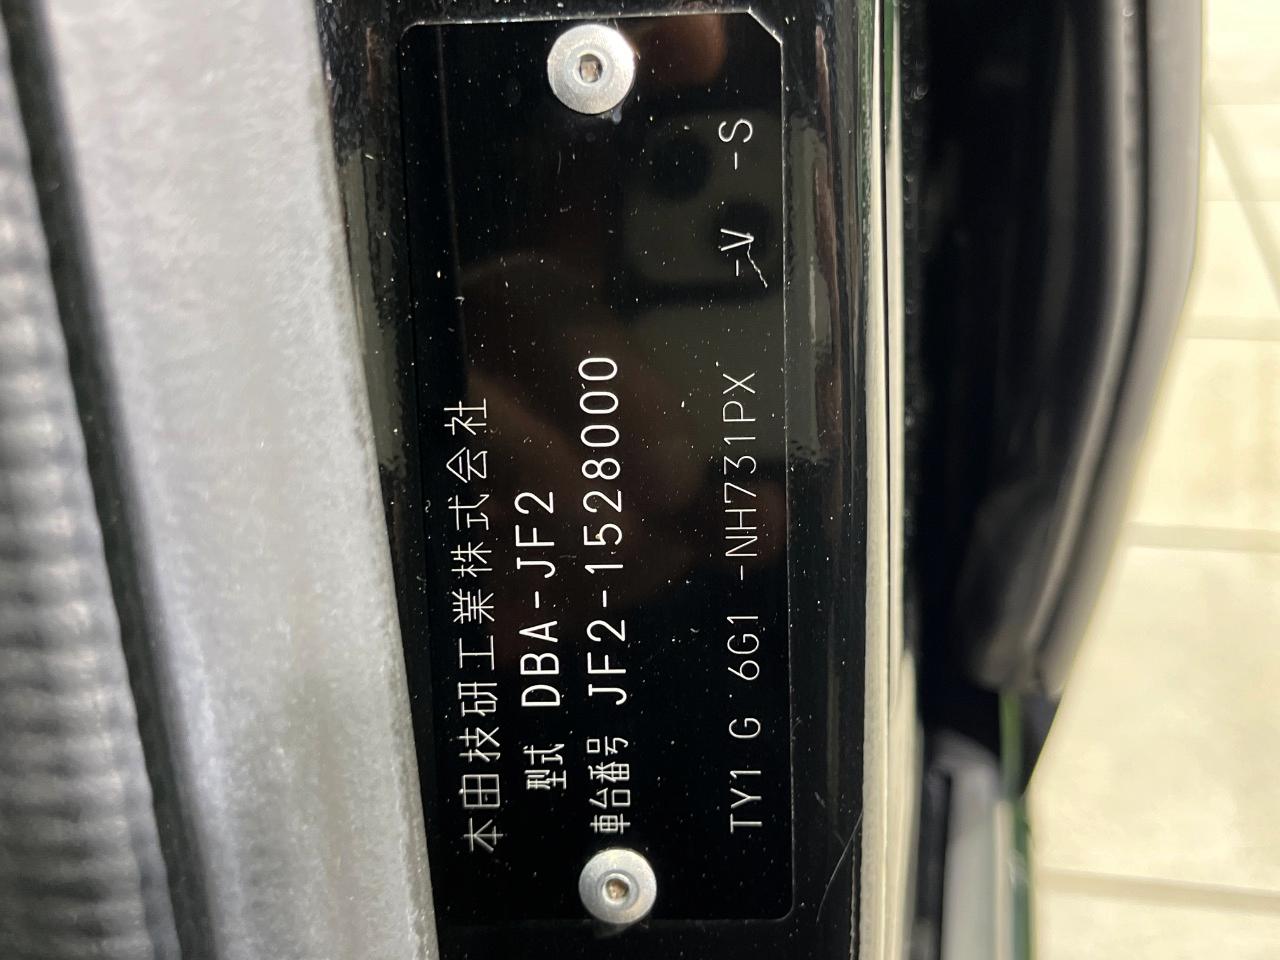 本田技研工業株式会社
型式 DBA-JF2
車台番号 JF2-1528000
TY1 G 6G1 -NH731PX -V -S